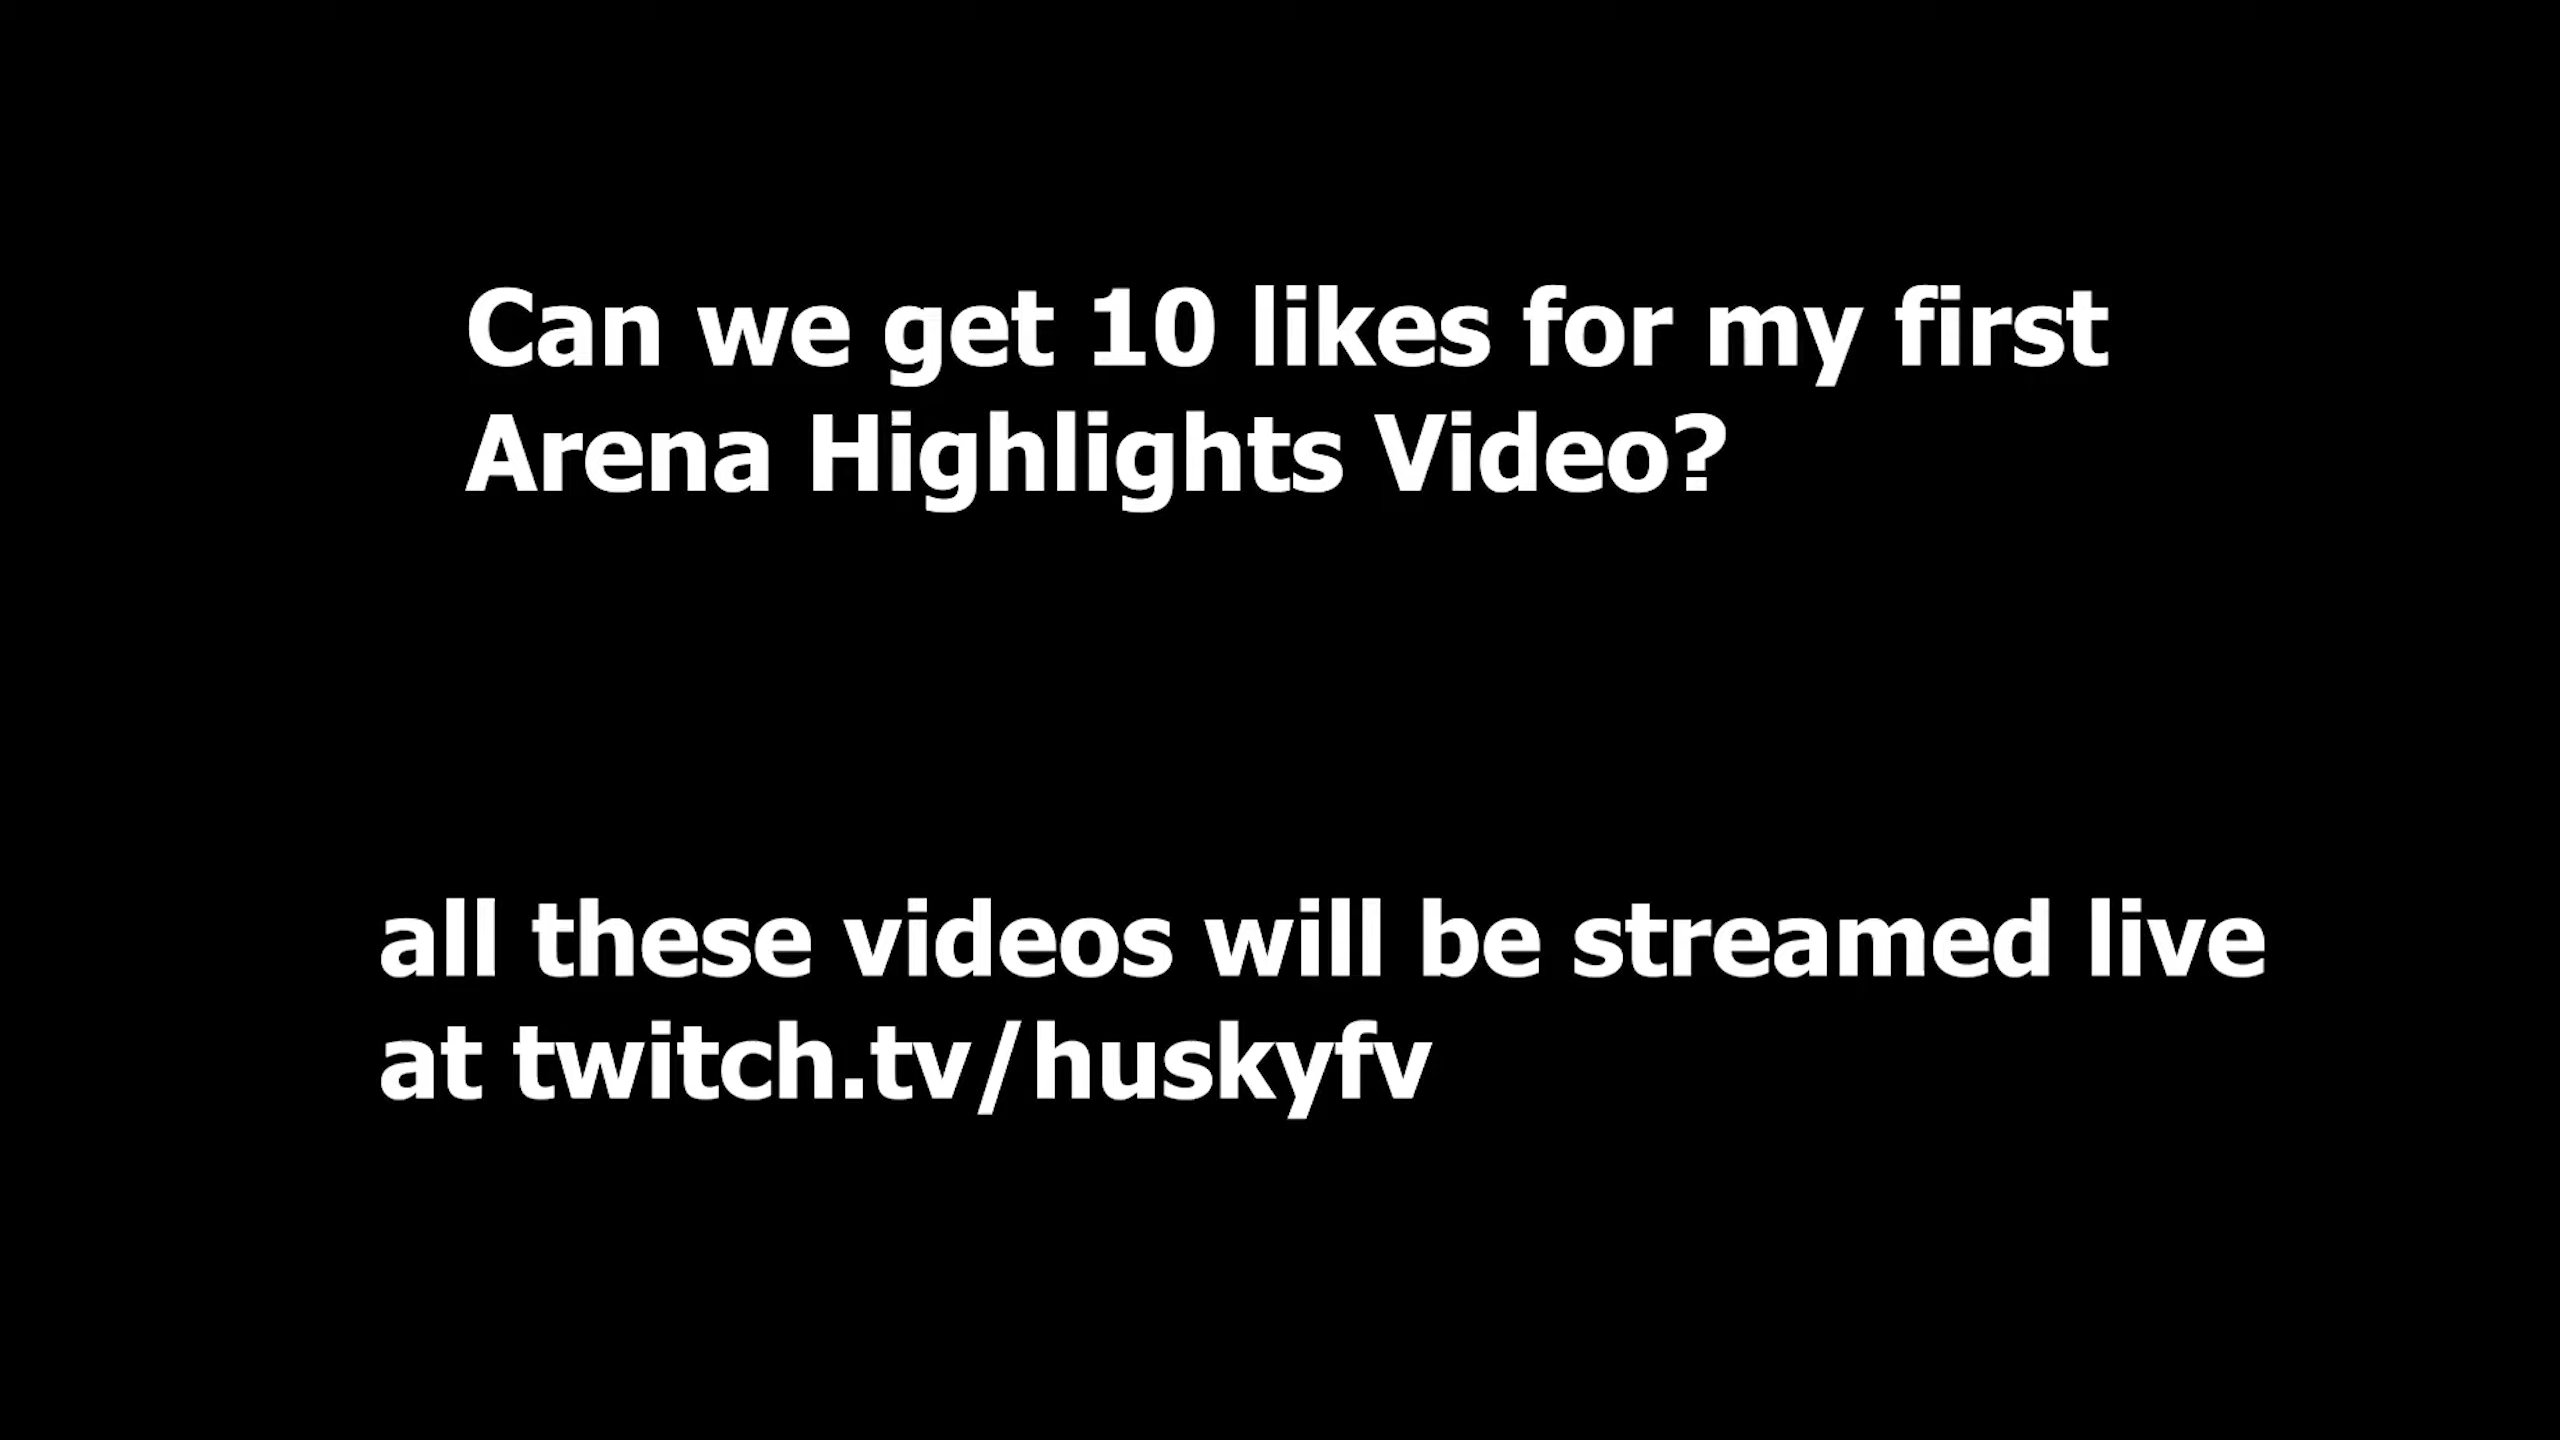 Can we get 10 likes for my first
Arena Highlights Video?
all these videos will be streamed live
at twitch.tv/huskyfv